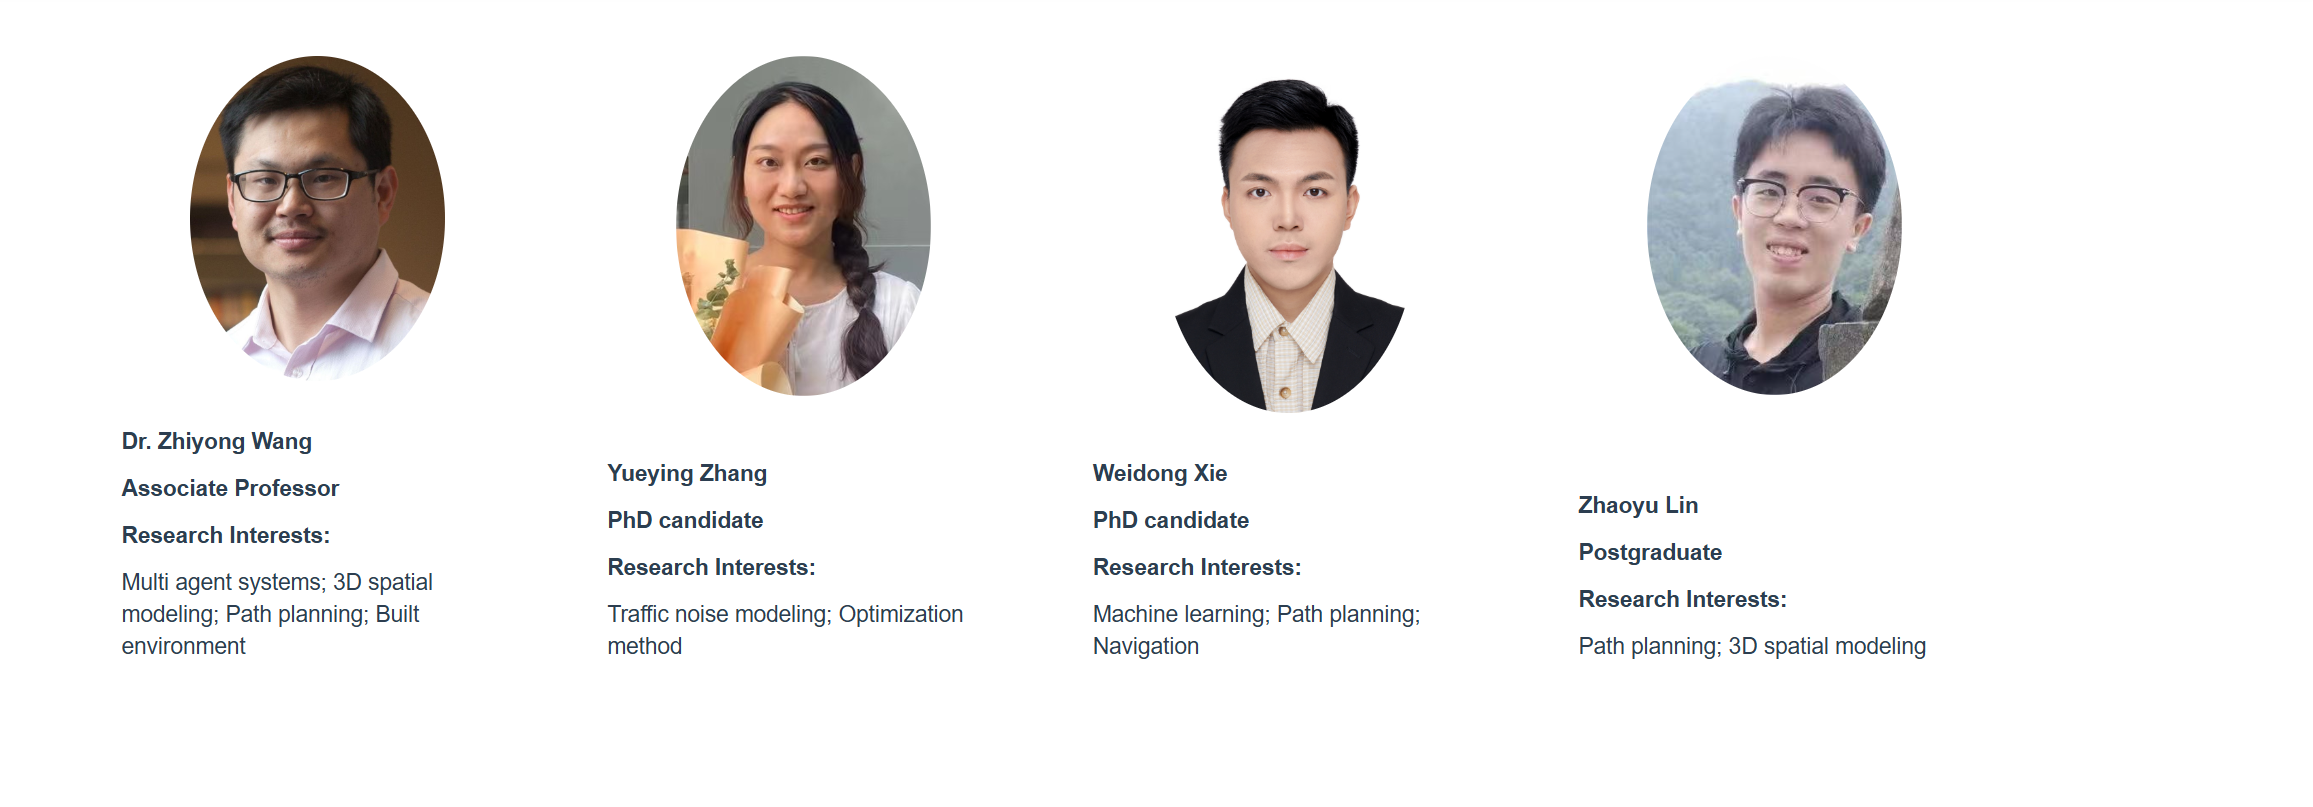 Dr. Zhiyong Wang
Associate Professor
Research Interests:
Multi agent systems; 3D spatial
modeling; Path planning; Built
environment
Yueying Zhang
PhD candidate
Research Interests:
Traffic noise modeling; Optimization
method
Weidong Xie
PhD candidate
Research Interests:
Machine learning; Path planning;
Navigation
Zhaoyu Lin
Postgraduate
Research Interests:
Path planning; 3D spatial modeling